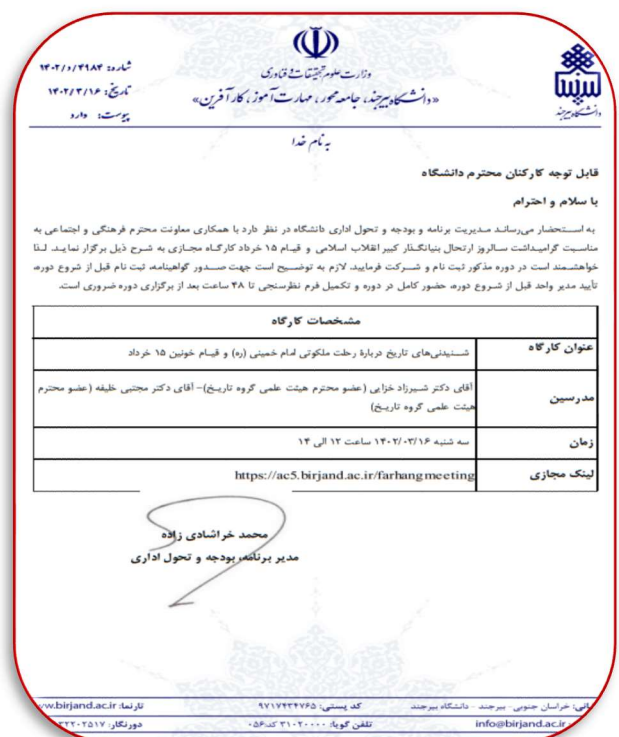 شماره: ۱۴۰۲/د/۴۹۸۴
تاریخ: ۱۴۰۲/۳/۱۶
پیوست: دارد
وزارت علوم تحقیقات و فناوری
«دانشگاه بیرجند، جامعه محور، مهارت آموز، کارآفرین»
دانشگاه بیرجند
به نام خدا
قابل توجه کارکنان محترم دانشگاه
با سلام و احترام
به استحضار می‌رساند مدیریت برنامه و بودجه و تحول اداری دانشگاه در نظر دارد با همکاری معاونت محترم فرهنگی و اجتماعی به
مناسبت گرامیداشت سالروز ارتحال بنیانگذار کبیر انقلاب اسلامی و قیام ۱۵ خرداد کارگاه مجازی به شرح ذیل برگزار نماید. لذا
خواهشمند است در دوره مذکور ثبت نام و شرکت فرمایید. لازم به توضیح است جهت صدور گواهینامه، ثبت نام قبل از شروع دوره،
تأیید مدیر واحد قبل از شروع دوره، حضور کامل در دوره و تکمیل فرم نظرسنجی تا ۴۸ ساعت بعد از برگزاری دوره ضروری است.
مشخصات کارگاه
عنوان کارگاه شنیدنی‌های تاریخ دربارۀ رحلت ملکوتی امام خمینی (ره) و قیام خونین ۱۵ خرداد
مدرسین آقای دکتر شیرزاد خزایی (عضو محترم هیئت علمی گروه تاریخ)- آقای دکتر مجتبی خلیفه (عضو محترم
هیئت علمی گروه تاریخ)
زمان سه شنبه ۱۴۰۲/۰۳/۱۶ ساعت ۱۲ الی ۱۴
لینک مجازی https://ac5.birjand.ac.ir/farhangmeeting
محمد خراشادی زاده
مدیر برنامه، بودجه و تحول اداری
خراسان جنوبی - بیرجند - دانشگاه بیرجند کد پستی: ۹۷۱۷۴۳۴۷۶۵ تارنما: birjand.ac.ir
info@birjand.ac.ir تلفن گویا: ۳۱۰۲۰۰۰۰ کد:۰۵۶ دورنگار: